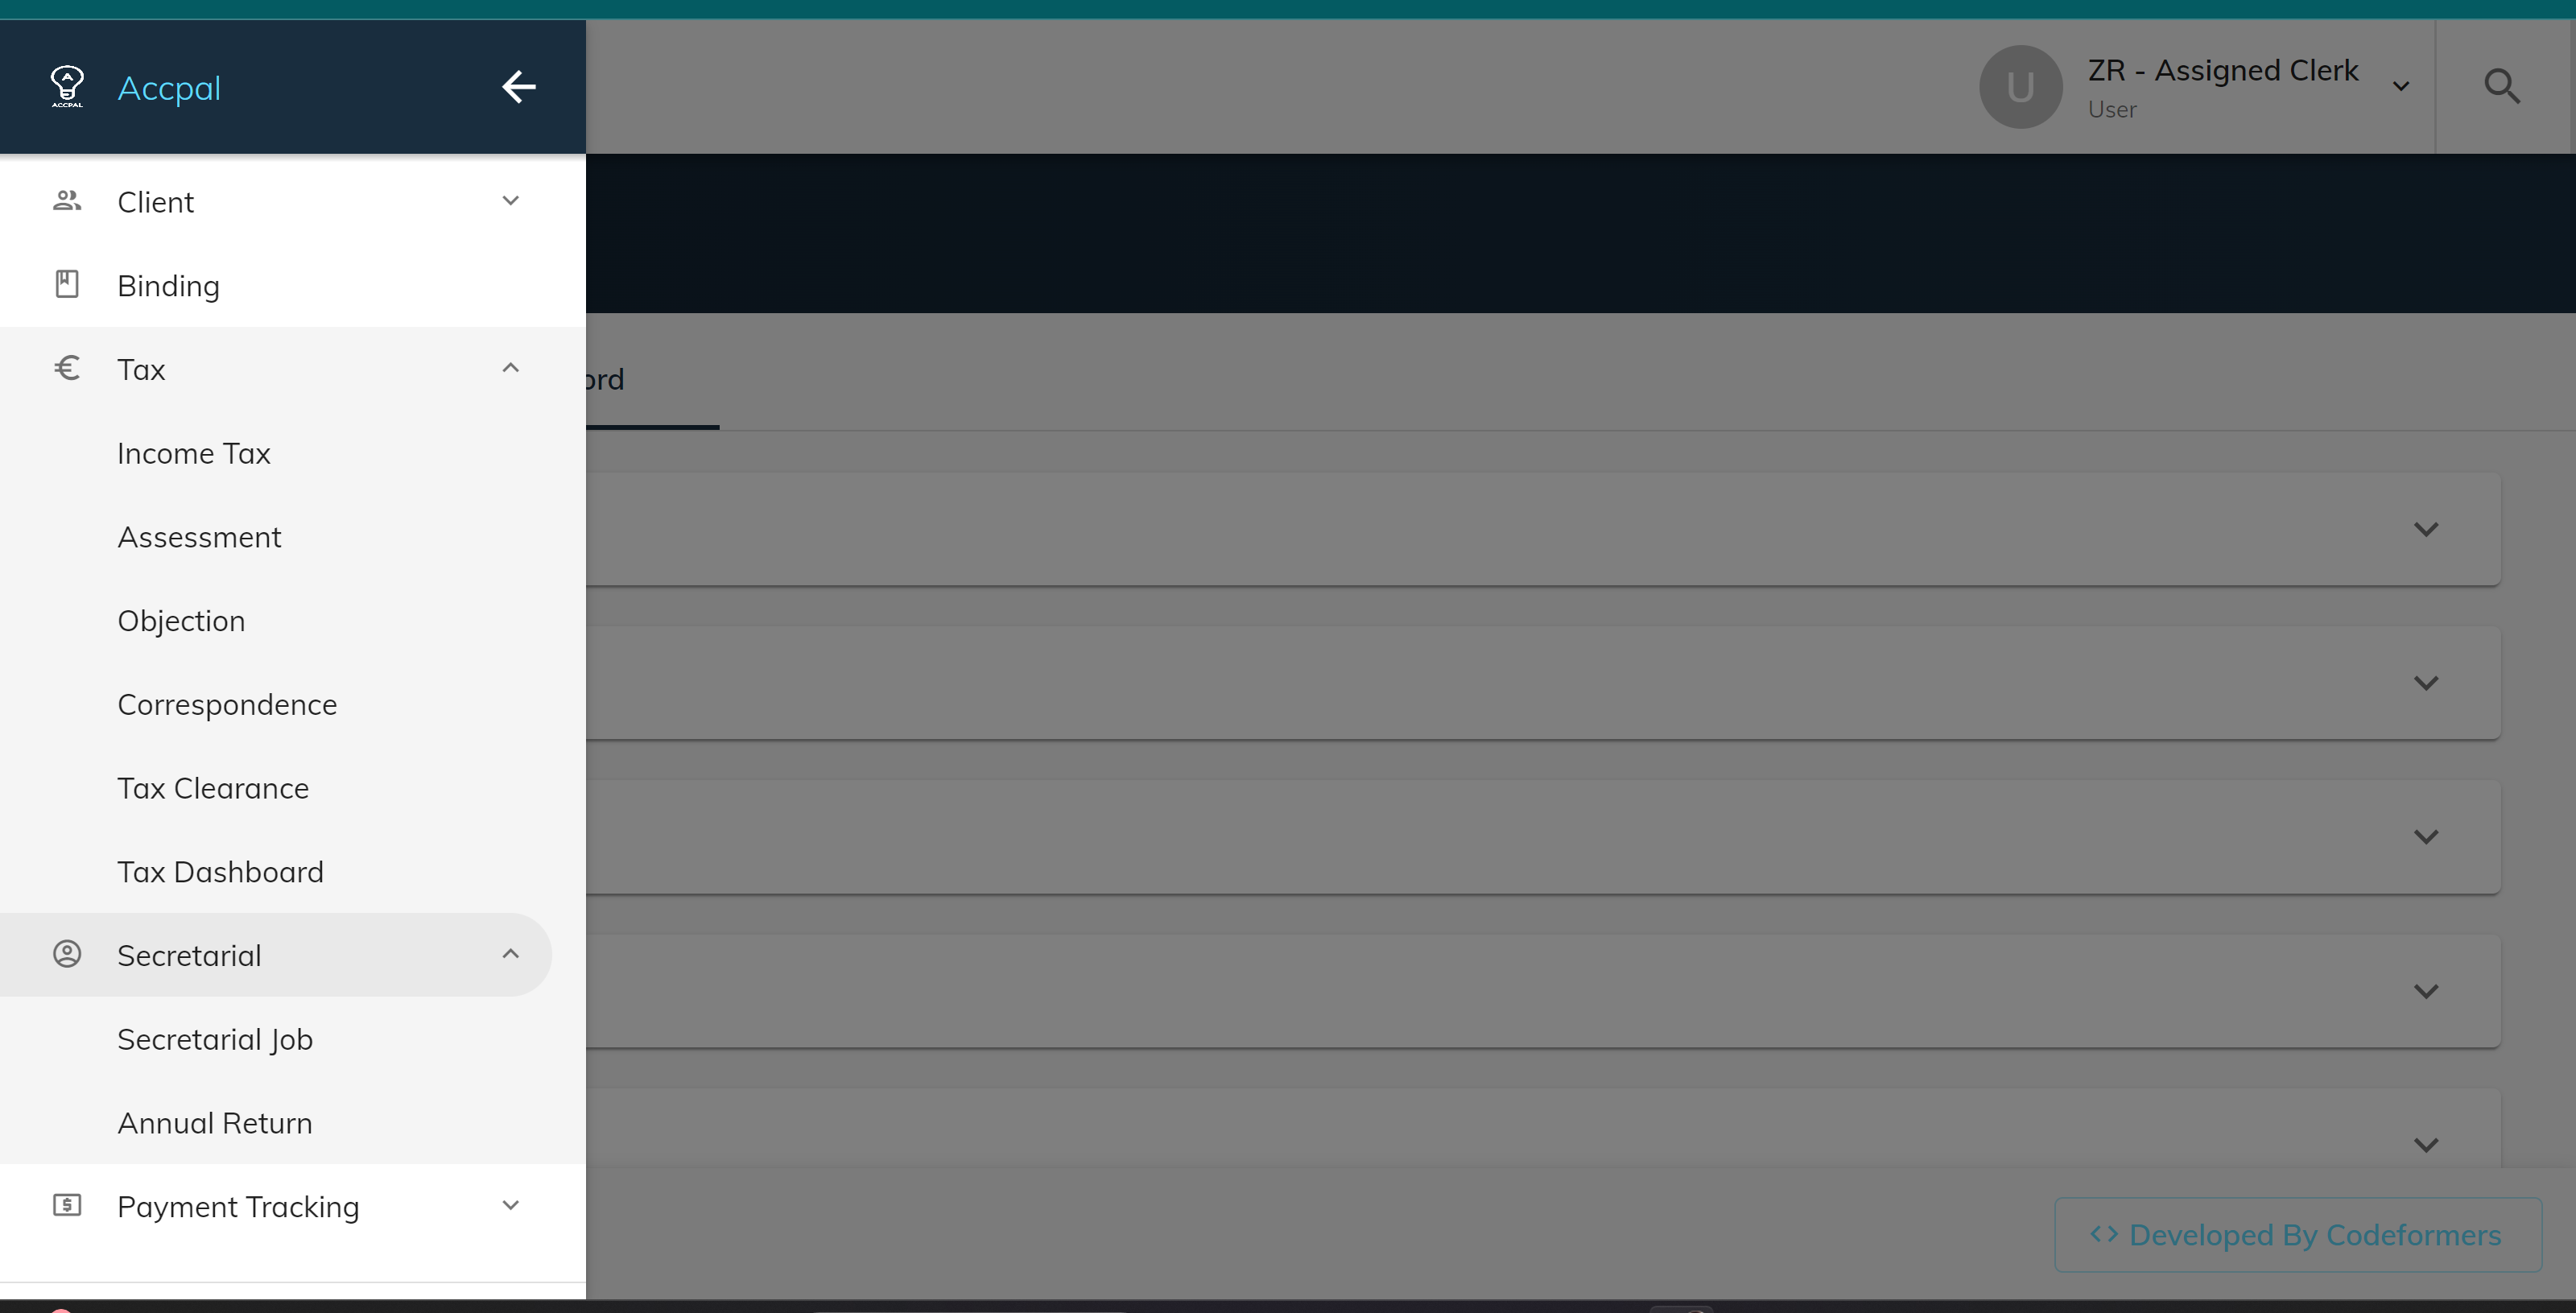 ACCPAL
Accpal
U
ZR - Assigned Clerk
User
Client
Binding
Tax
ord
Income Tax
Assessment
Objection
Correspondence
Tax Clearance
Tax Dashboard
Secretarial
Secretarial Job
Annual Return
Payment Tracking
<> Developed By Codeformers